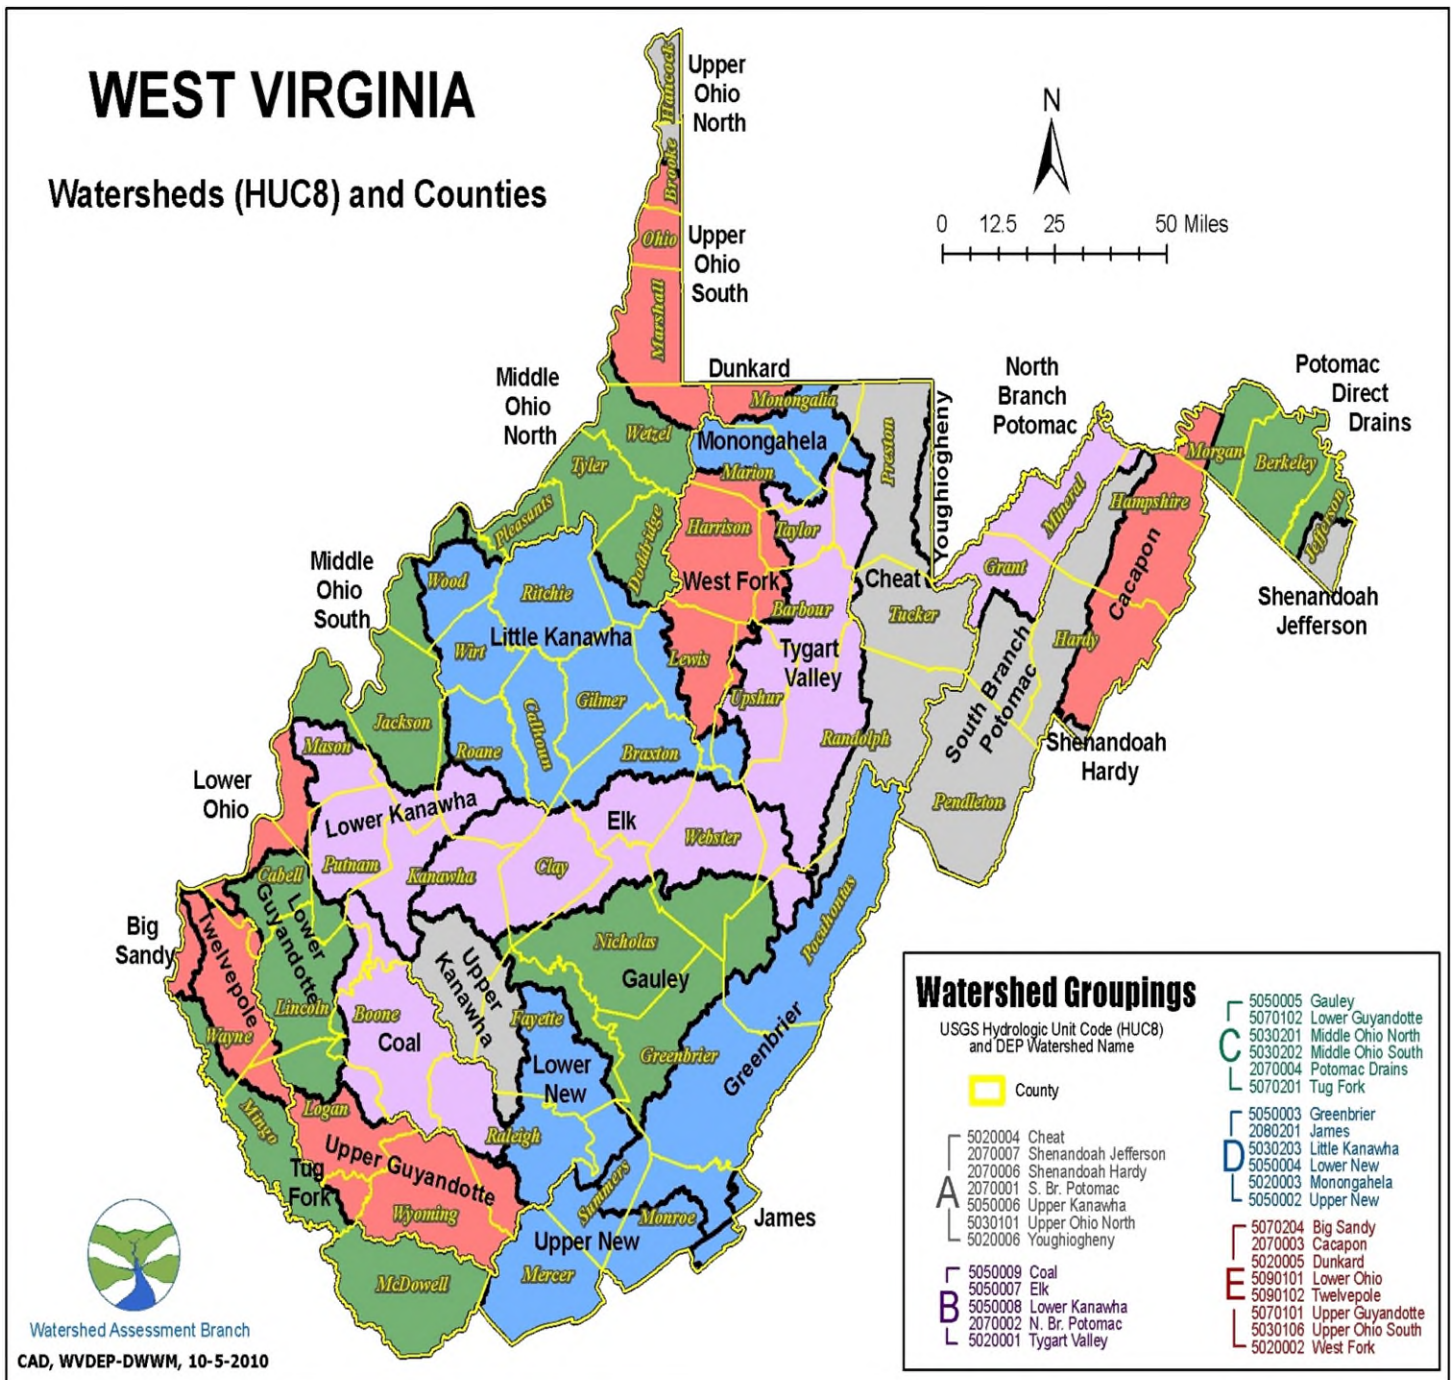 WEST VIRGINIA
Watersheds (HUC8) and Counties
N
0 12.5 25 50 Miles
Upper
Ohio
North
Hancock
Brooke
Ohio
Upper
Ohio
South
Marshall
Middle
Ohio
North
Dunkard
Monongalia
Wetzel
Monongahela
Marion
Preston
Youghiogheny
North
Branch
Potomac
Potomac
Direct
Drains
Morgan
Berkeley
Jefferson
Shenandoah
Jefferson
Tyler
Pleasants
Doddridge
Harrison
Taylor
West Fork
Barbour
Cheat
Tucker
Mineral
Grant
Hampshire
Cacapon
Hardy
South Branch
Potomac
Shenandoah
Hardy
Pendleton
Middle
Ohio
South
Wood
Ritchie
Little Kanawha
Wirt
Lewis
Tygart
Valley
Upshur
Randolph
Gilmer
Calhoun
Roane
Braxton
Jackson
Mason
Lower
Ohio
Lower Kanawha
Elk
Webster
Putnam
Kanawha
Clay
Cabell
Lower
Guyandotte
Big
Sandy
Twelvepole
Lincoln
Wayne
Boone
Coal
Upper
Kanawha
Nicholas
Gauley
Pocahontas
Greenbrier
Greenbrier
Fayette
Lower
New
Raleigh
Logan
Mingo
Tug
Fork
Upper Guyandotte
Wyoming
McDowell
Summers
Monroe
James
Upper New
Mercer
Watershed Assessment Branch
CAD, WVDEP-DWWM, 10-5-2010
Watershed Groupings
USGS Hydrologic Unit Code (HUC8)
and DEP Watershed Name
County
A
5020004 Cheat
2070007 Shenandoah Jefferson
2070006 Shenandoah Hardy
2070001 S. Br. Potomac
5050006 Upper Kanawha
5030101 Upper Ohio North
5020006 Youghiogheny
B
5050009 Coal
5050007 Elk
5050008 Lower Kanawha
2070002 N. Br. Potomac
5020001 Tygart Valley
C
5050005 Gauley
5070102 Lower Guyandotte
5030201 Middle Ohio North
5030202 Middle Ohio South
2070004 Potomac Drains
5070201 Tug Fork
D
5050003 Greenbrier
2080201 James
5030203 Little Kanawha
5050004 Lower New
5020003 Monongahela
5050002 Upper New
E
5070204 Big Sandy
2070003 Cacapon
5020005 Dunkard
5090101 Lower Ohio
5090102 Twelvepole
5070101 Upper Guyandotte
5030106 Upper Ohio South
5020002 West Fork